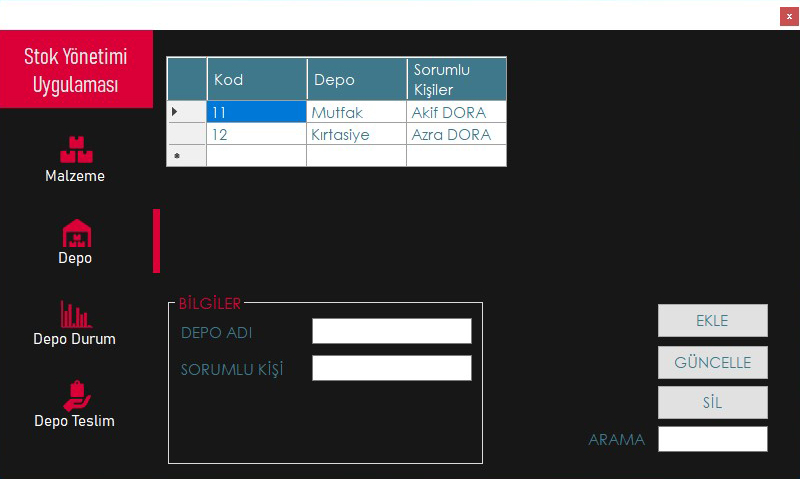 x
Stok Yönetimi
Uygulaması
Malzeme
Depo
Depo Durum
Depo Teslim
Kod Depo Sorumlu Kişiler
11 Mutfak Akif DORA
12 Kırtasiye Azra DORA
*
BİLGİLER
DEPO ADI
SORUMLU KİŞİ
EKLE
GÜNCELLE
SİL
ARAMA